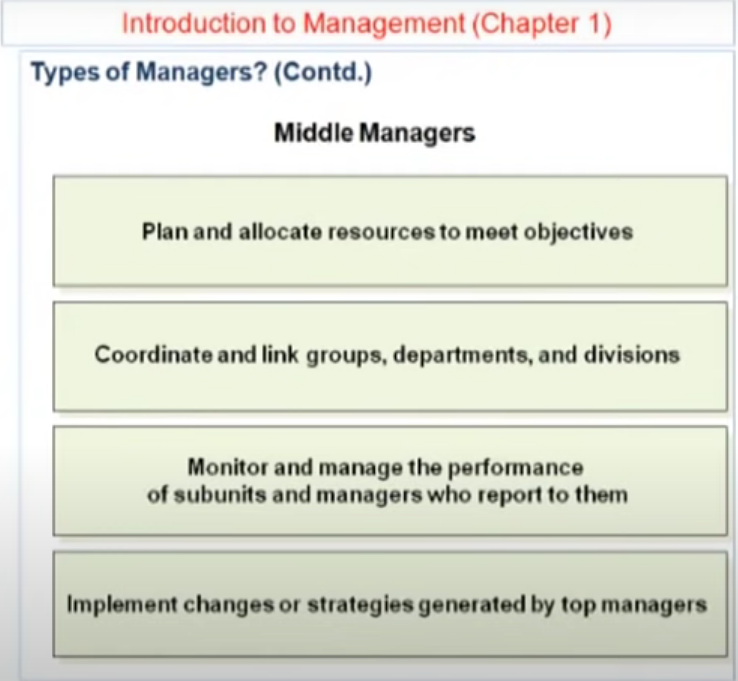 Introduction to Management (Chapter 1)
Types of Managers? (Contd.)
Middle Managers
Plan and allocate resources to meet objectives
Coordinate and link groups, departments, and divisions
Monitor and manage the performance
of subunits and managers who report to them
Implement changes or strategies generated by top managers